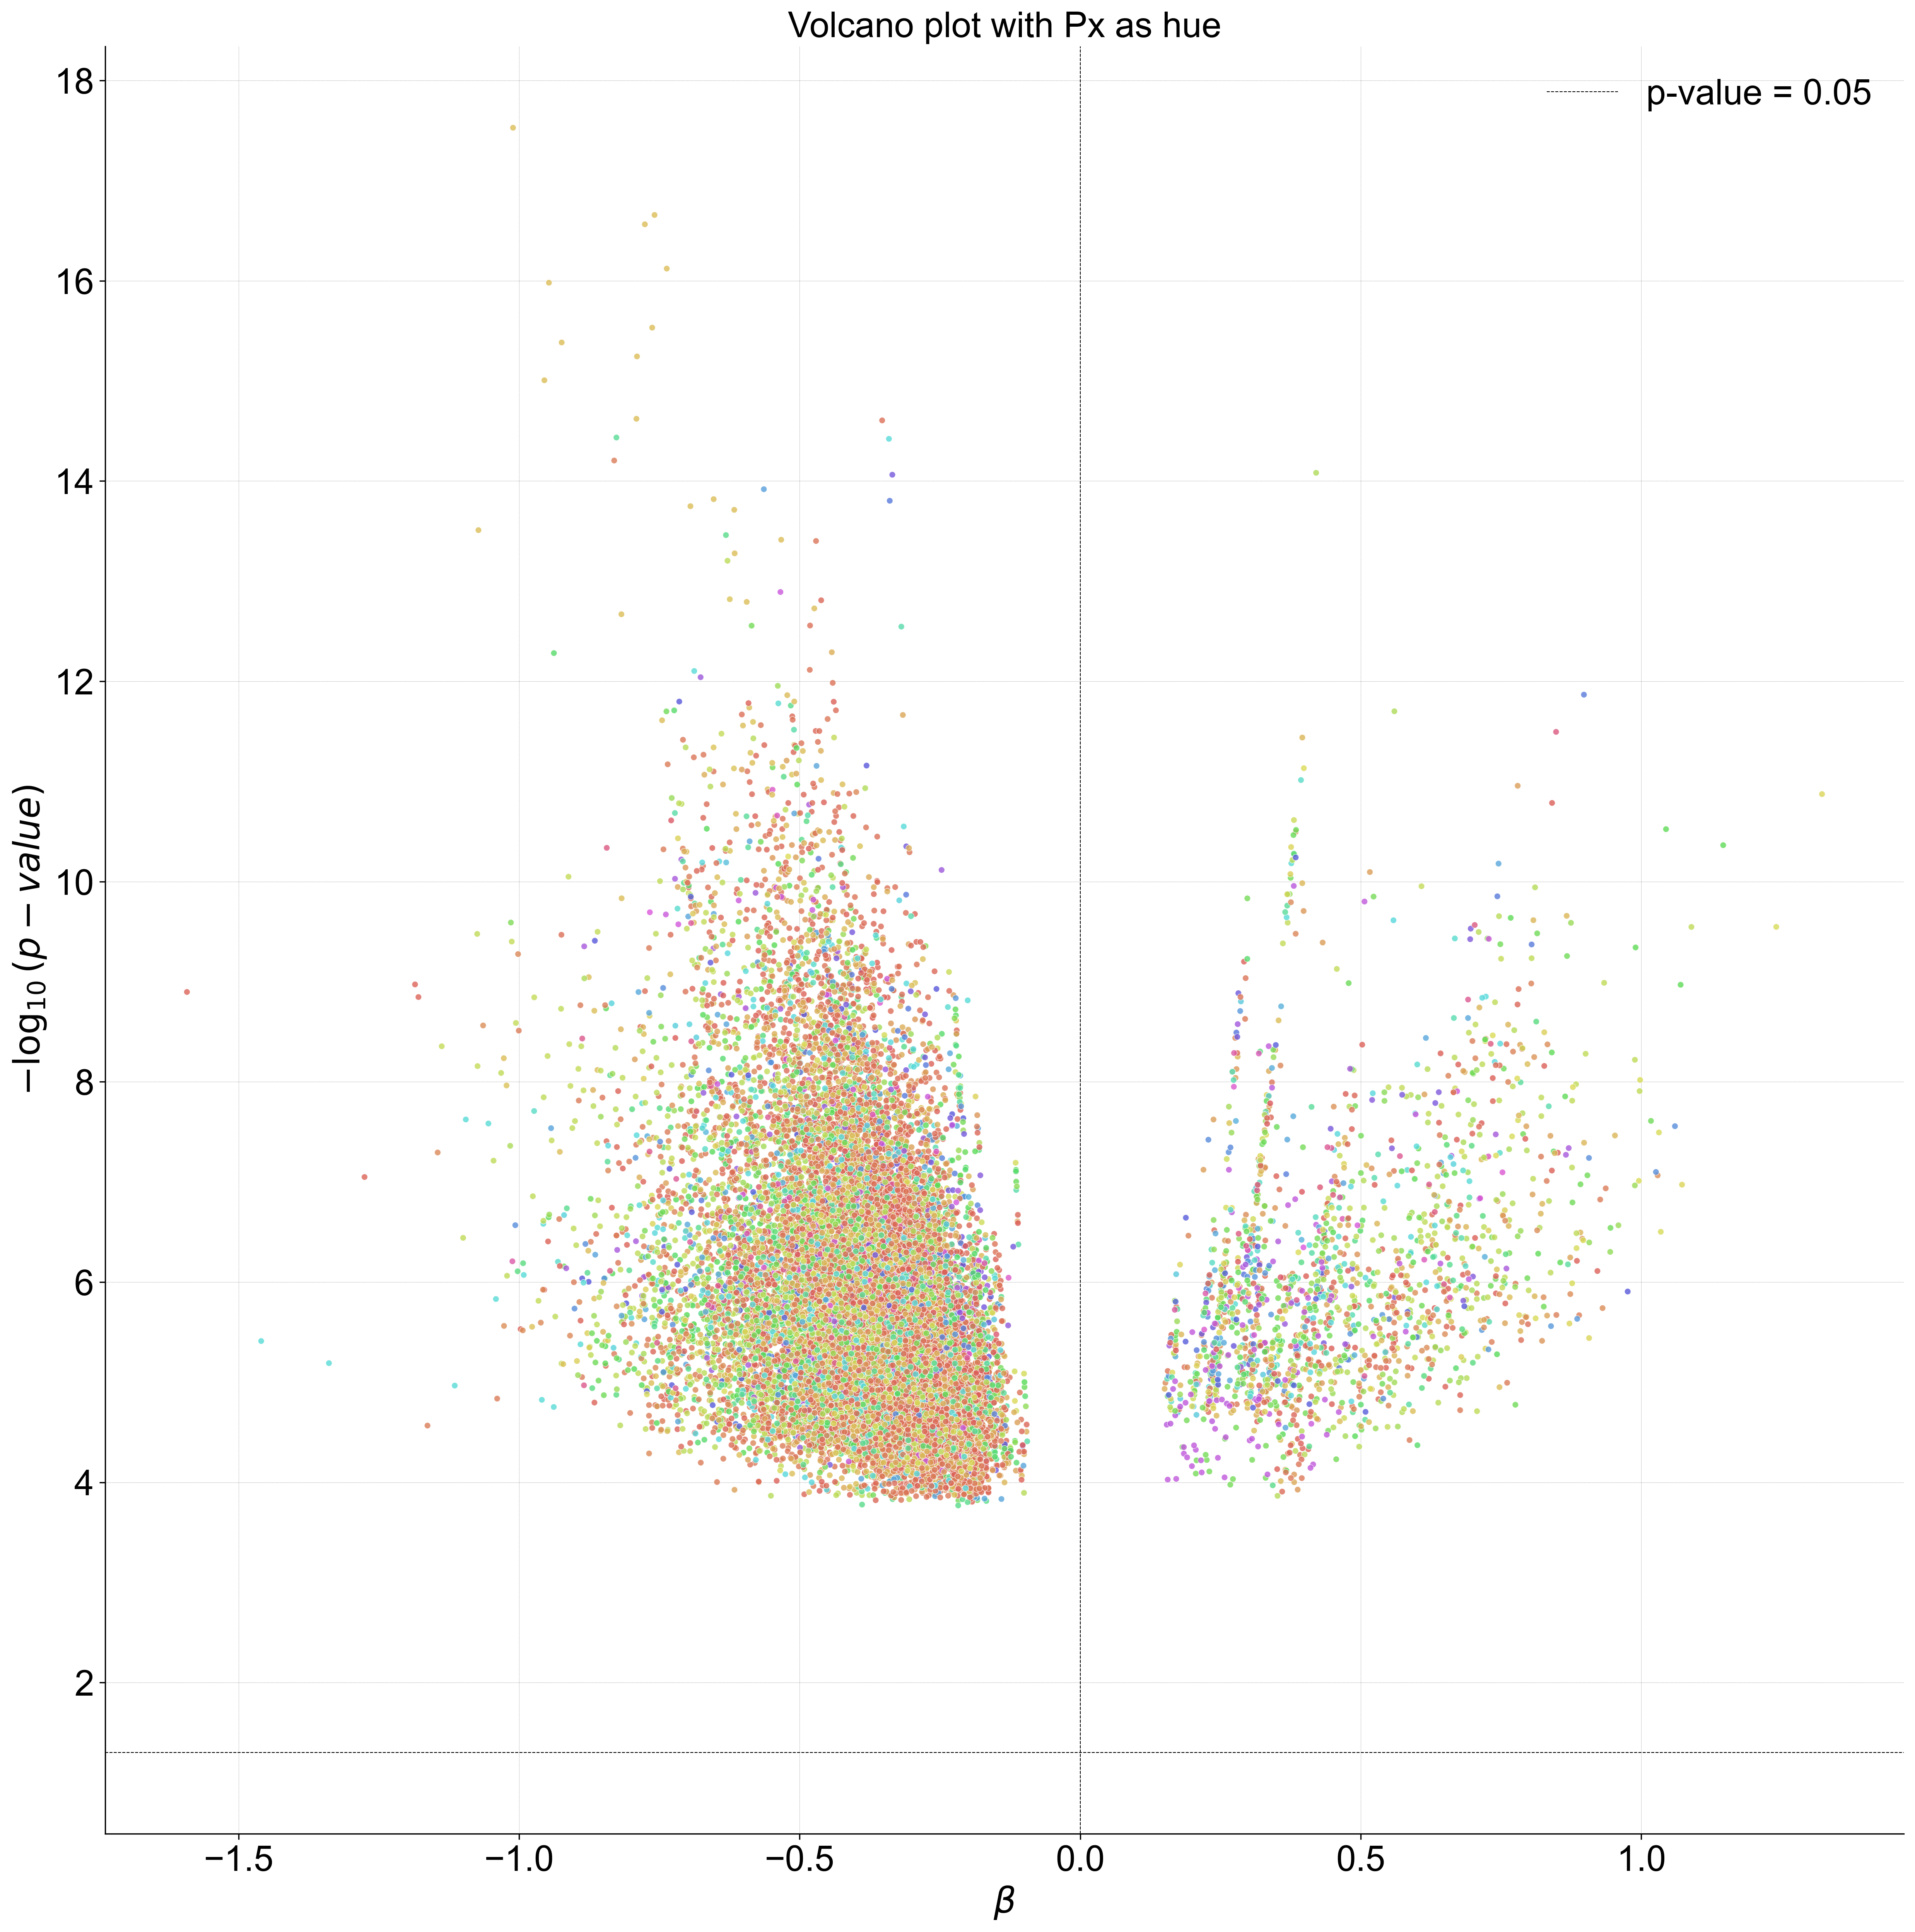 Volcano plot with Px as hue
p-value = 0.05
−log₁₀ (p − value)
18
16
14
12
10
8
6
4
2
−1.5 −1.0 −0.5 0.0 0.5 1.0
β